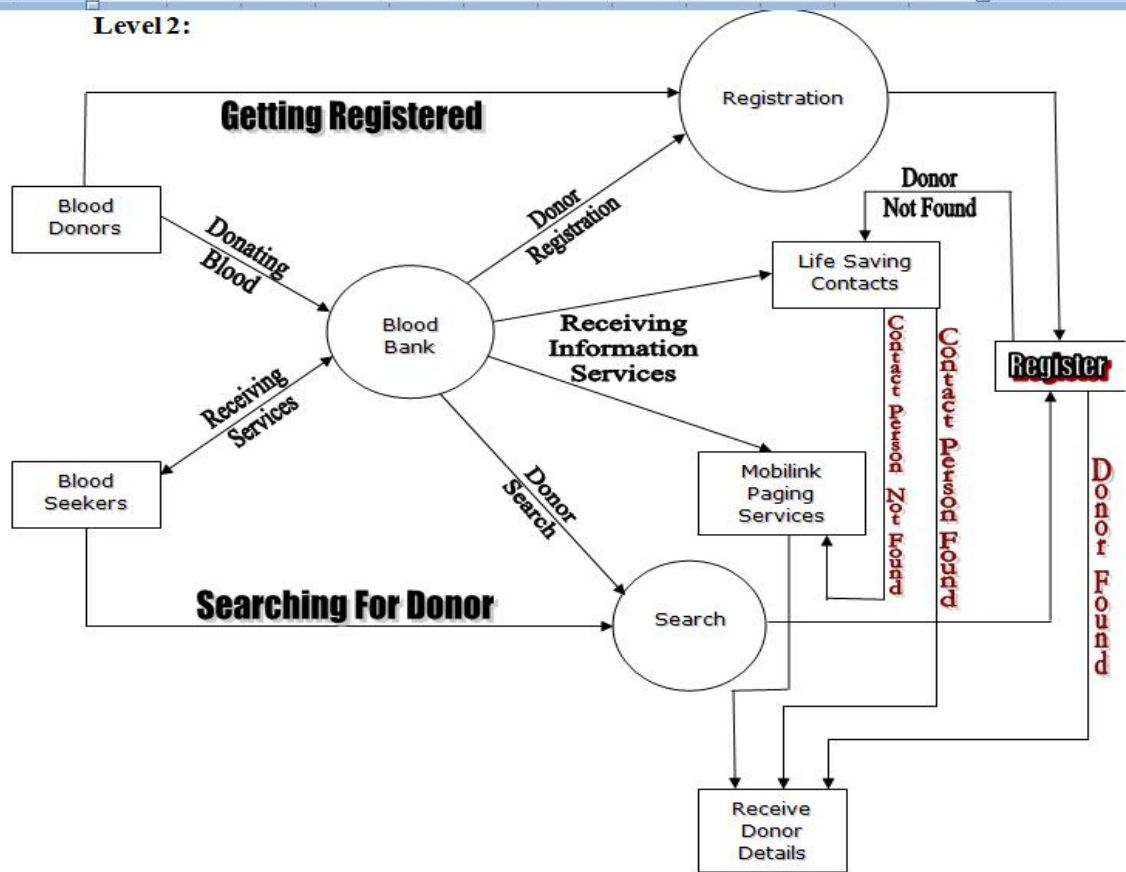 Level 2:
Registration
Getting Registered
Donor
Not Found
Blood
Donors
Donor
Registration
Donating
Blood
Life Saving
Contacts
Blood
Bank
Receiving
Information
Services
Contact Person Not Found
Contact Person Found
Register
Receiving
Services
Blood
Seekers
Donor
Search
Mobilink
Paging
Services
Donor Found
Searching For Donor
Search
Receive
Donor
Details